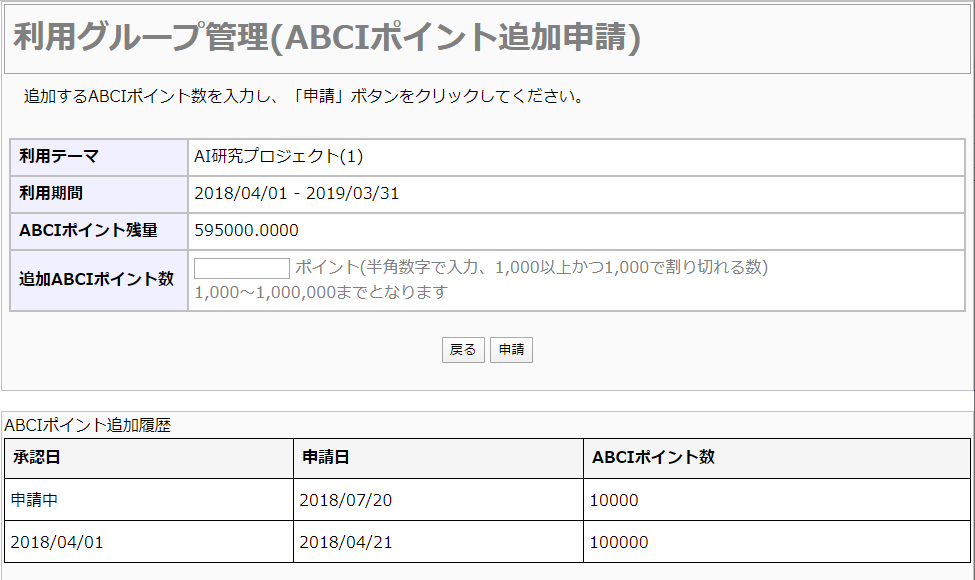 利用グループ管理(ABCIポイント追加申請)
追加するABCIポイント数を入力し、「申請」ボタンをクリックしてください。
利用テーマ AI研究プロジェクト(1)
利用期間 2018/04/01 - 2019/03/31
ABCIポイント残量 595000.0000
追加ABCIポイント数 ポイント(半角数字で入力、1,000以上かつ1,000で割り切れる数)
1,000～1,000,000までとなります
戻る 申請
ABCIポイント追加履歴
承認日 申請日 ABCIポイント数
申請中 2018/07/20 10000
2018/04/01 2018/04/21 100000